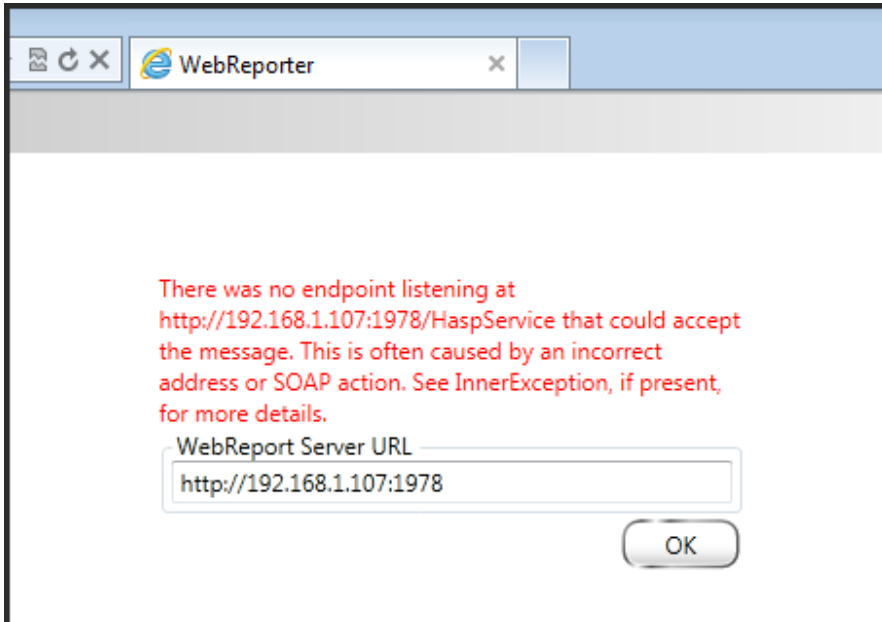 WebReporter
There was no endpoint listening at
http://192.168.1.107:1978/HaspService that could accept
the message. This is often caused by an incorrect
address or SOAP action. See InnerException, if present,
for more details.
WebReport Server URL
http://192.168.1.107:1978
OK